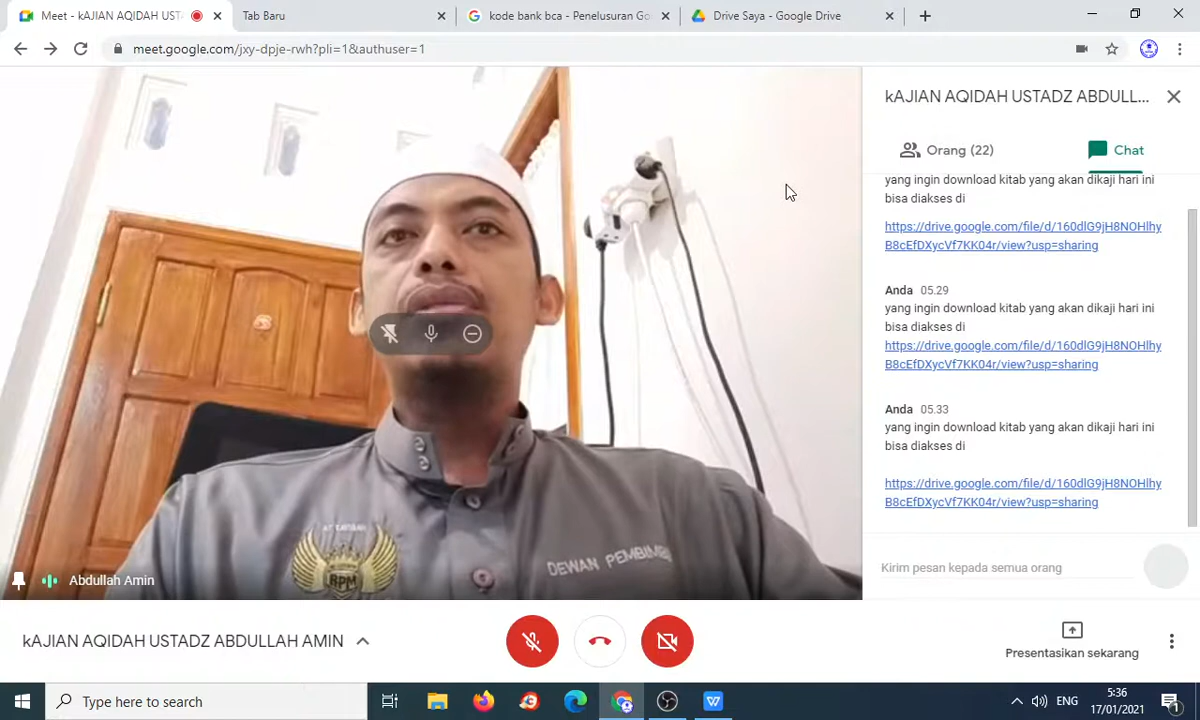 Meet - kAJIAN AQIDAH UST
Tab Baru
kode bank bca - Penelusuran Go
Drive Saya - Google Drive
meet.google.com/jxy-dpje-rwh?pli=1&authuser=1
kAJIAN AQIDAH USTADZ ABDULL...
Orang (22)
Chat
yang ingin download kitab yang akan dikaji hari ini
bisa diakses di
https://drive.google.com/file/d/160dlG9jH8NOHlhy
B8cEfDXycVf7KK04r/view?usp=sharing
Anda 05.29
yang ingin download kitab yang akan dikaji hari ini
bisa diakses di
https://drive.google.com/file/d/160dlG9jH8NOHlhy
B8cEfDXycVf7KK04r/view?usp=sharing
Anda 05.33
yang ingin download kitab yang akan dikaji hari ini
bisa diakses di
https://drive.google.com/file/d/160dlG9jH8NOHlhy
B8cEfDXycVf7KK04r/view?usp=sharing
Kirim pesan kepada semua orang
RPM
DEWAN PEMBIMBI
Abdullah Amin
kAJIAN AQIDAH USTADZ ABDULLAH AMIN
Presentasikan sekarang
Type here to search
ENG
5:36
17/01/2021
1